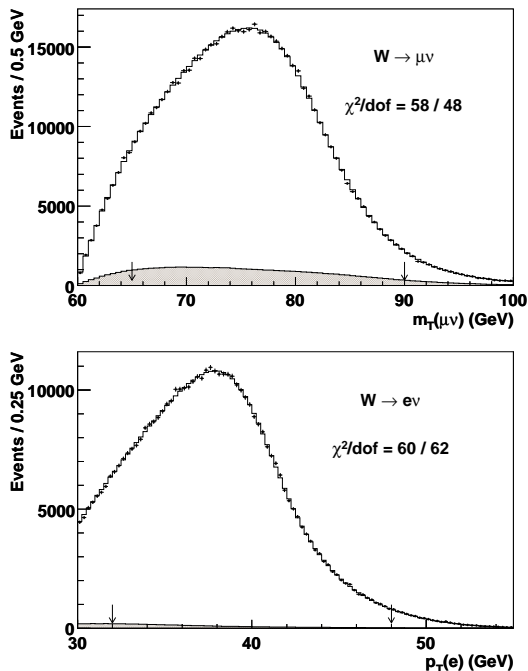 Events / 0.5 GeV
15000
10000
5000
0
W → μν
χ²/dof = 58 / 48
60 70 80 90 100
m_T(μν) (GeV)
Events / 0.25 GeV
10000
5000
0
W → eν
χ²/dof = 60 / 62
30 40 50
p_T(e) (GeV)